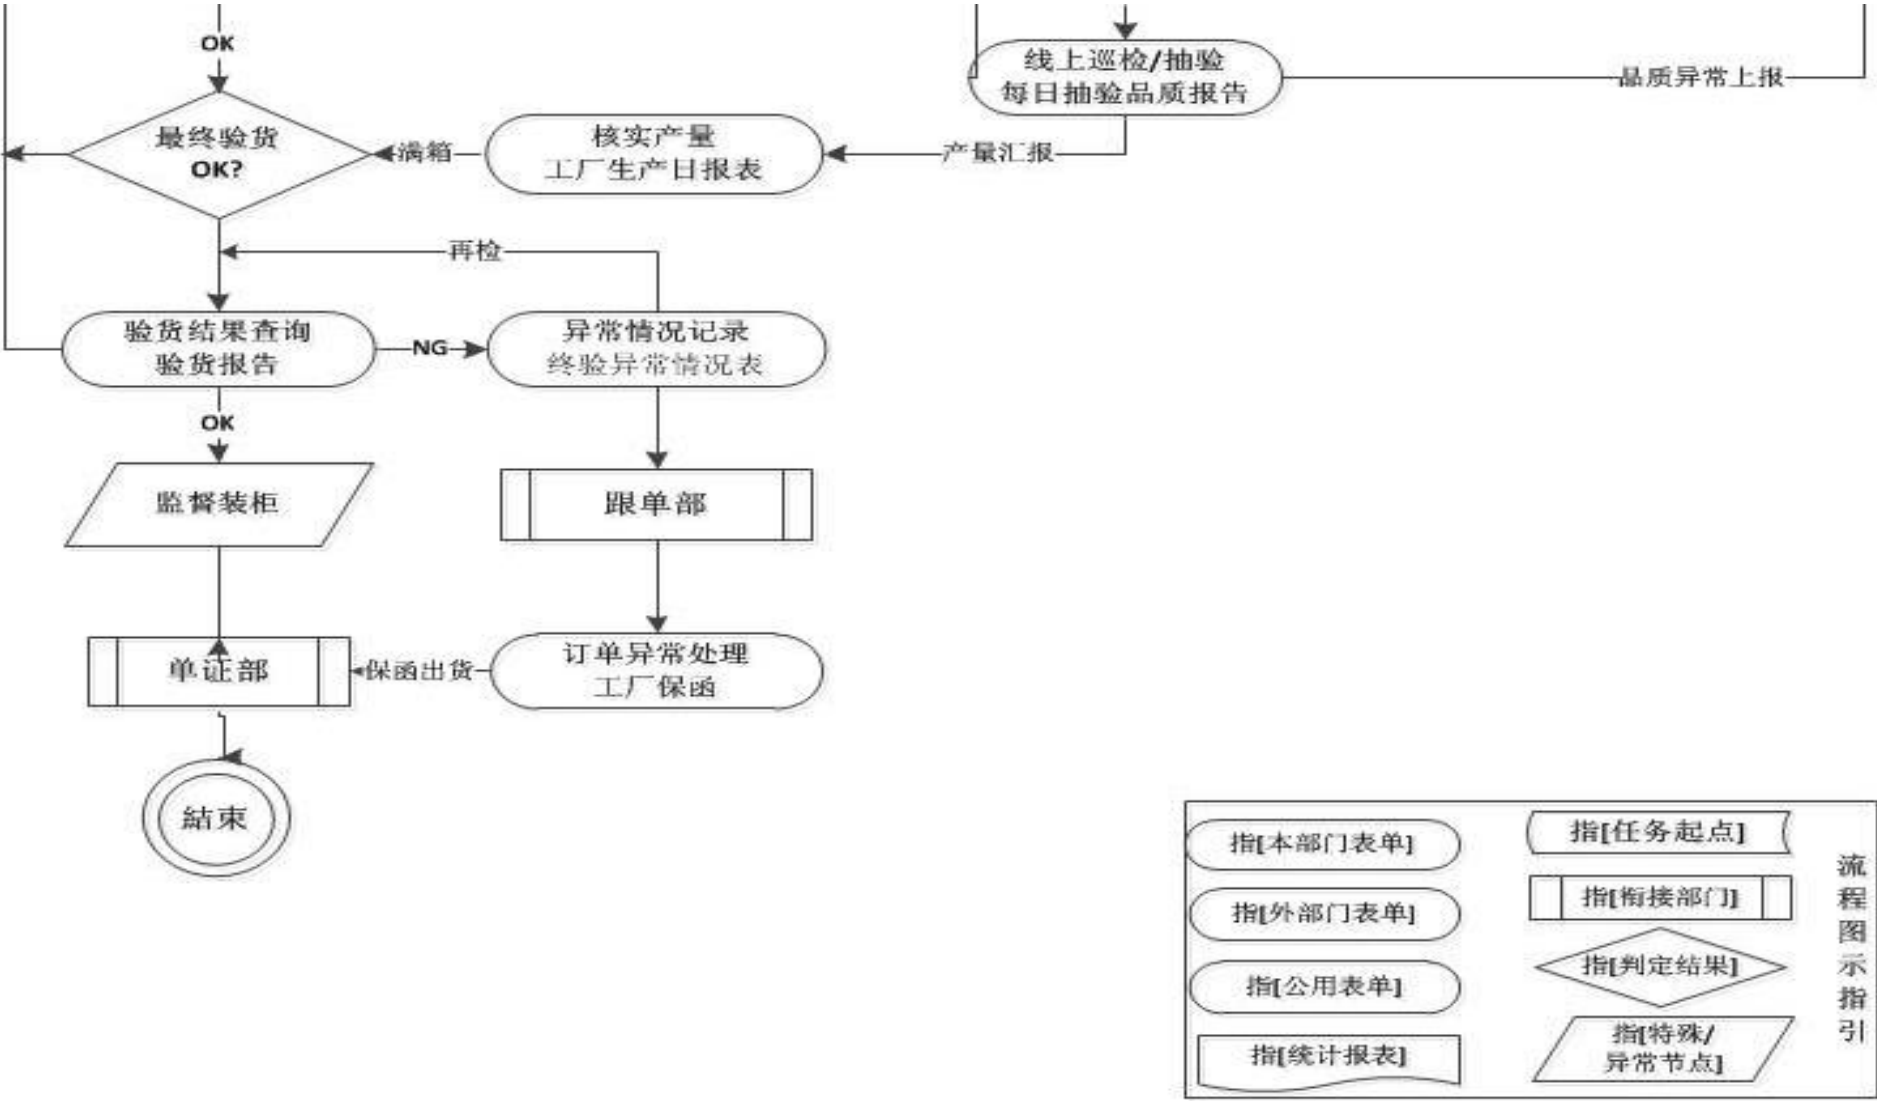 OK
线上巡检/抽验
每日抽验品质报告
品质异常上报
最终验货
OK?
满箱
核实产量
工厂生产日报表
产量汇报
再检
验货结果查询
验货报告
NG
异常情况记录
终验异常情况表
OK
监督装柜
跟单部
单证部
保函出货
订单异常处理
工厂保函
結束
指[本部门表单]
指[外部门表单]
指[公用表单]
指[统计报表]
指[任务起点]
指[衔接部门]
指[判定结果]
指[特殊/
异常节点]
流程图示指引